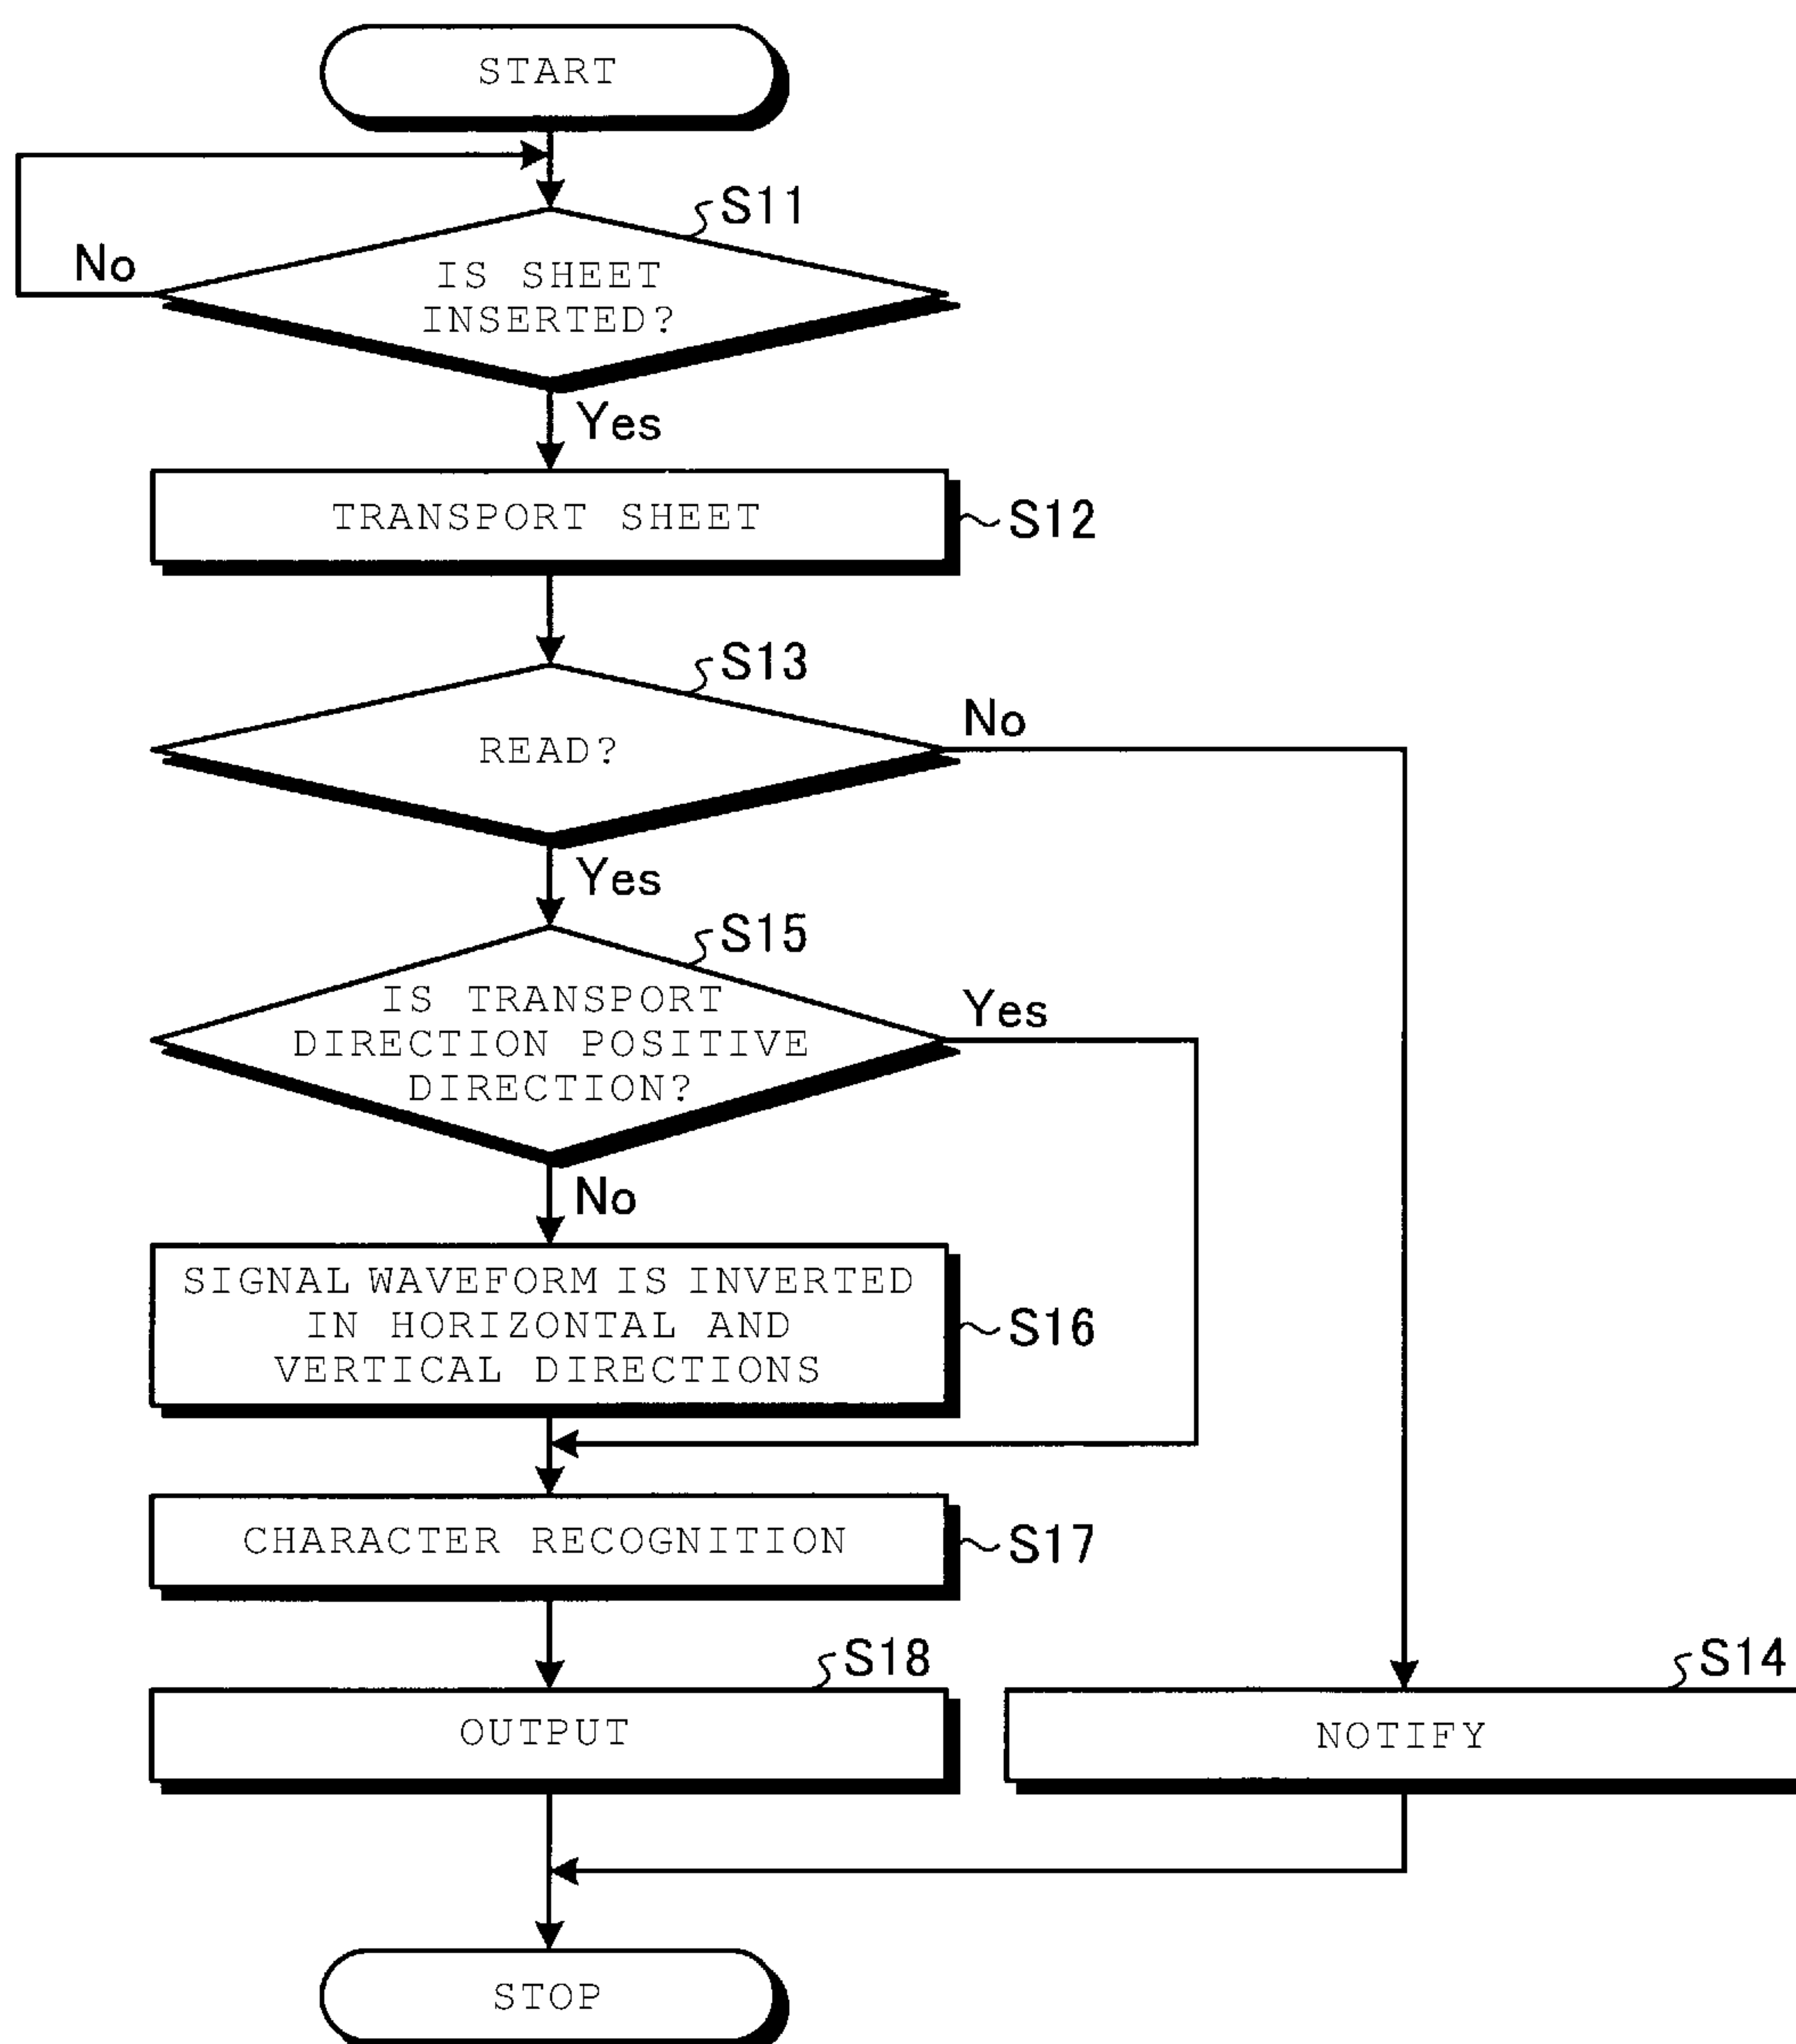 START
S11
No
IS SHEET
INSERTED?
Yes
TRANSPORT SHEET
S12
S13
No
READ?
Yes
S15
IS TRANSPORT
DIRECTION POSITIVE
DIRECTION?
Yes
No
SIGNAL WAVEFORM IS INVERTED
IN HORIZONTAL AND
VERTICAL DIRECTIONS
S16
CHARACTER RECOGNITION
S17
S18
OUTPUT
S14
NOTIFY
STOP